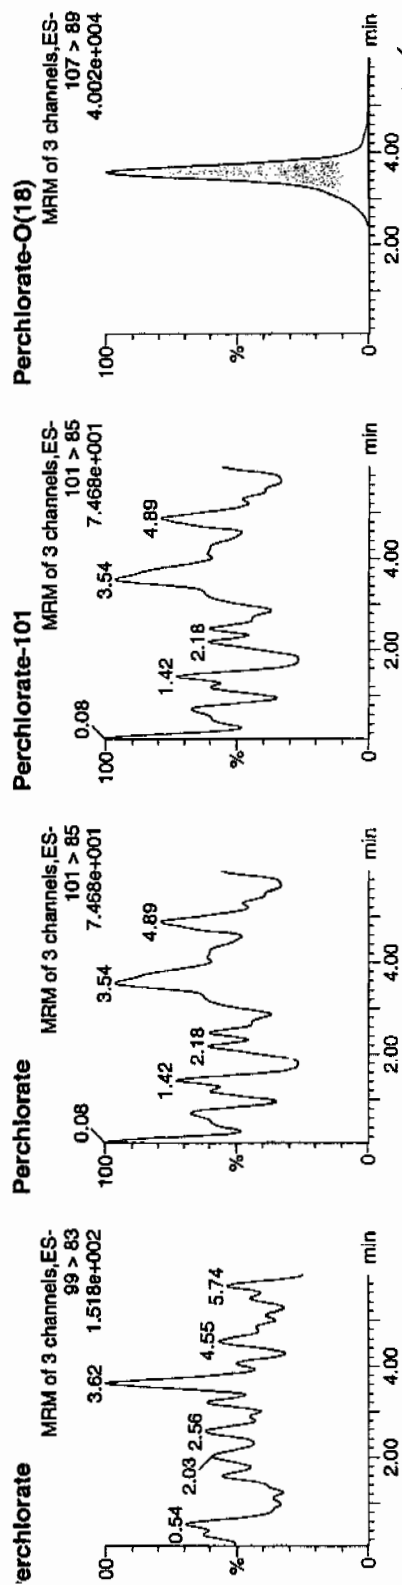 erchlorate
MRM of 3 channels,ES-
99 > 83
1.518e+002
3.62
0.54
2.03
2.56
4.55
5.74
00
%
0
2.00
4.00
min
Perchlorate
MRM of 3 channels,ES-
101 > 85
7.468e+001
0.08
3.54
4.89
1.42
2.18
100
%
0
2.00
4.00
min
Perchlorate-101
MRM of 3 channels,ES-
101 > 85
7.468e+001
0.08
3.54
4.89
1.42
2.18
100
%
0
2.00
4.00
min
Perchlorate-O(18)
MRM of 3 channels,ES-
107 > 89
4.002e+004
100
%
0
2.00
4.00
min